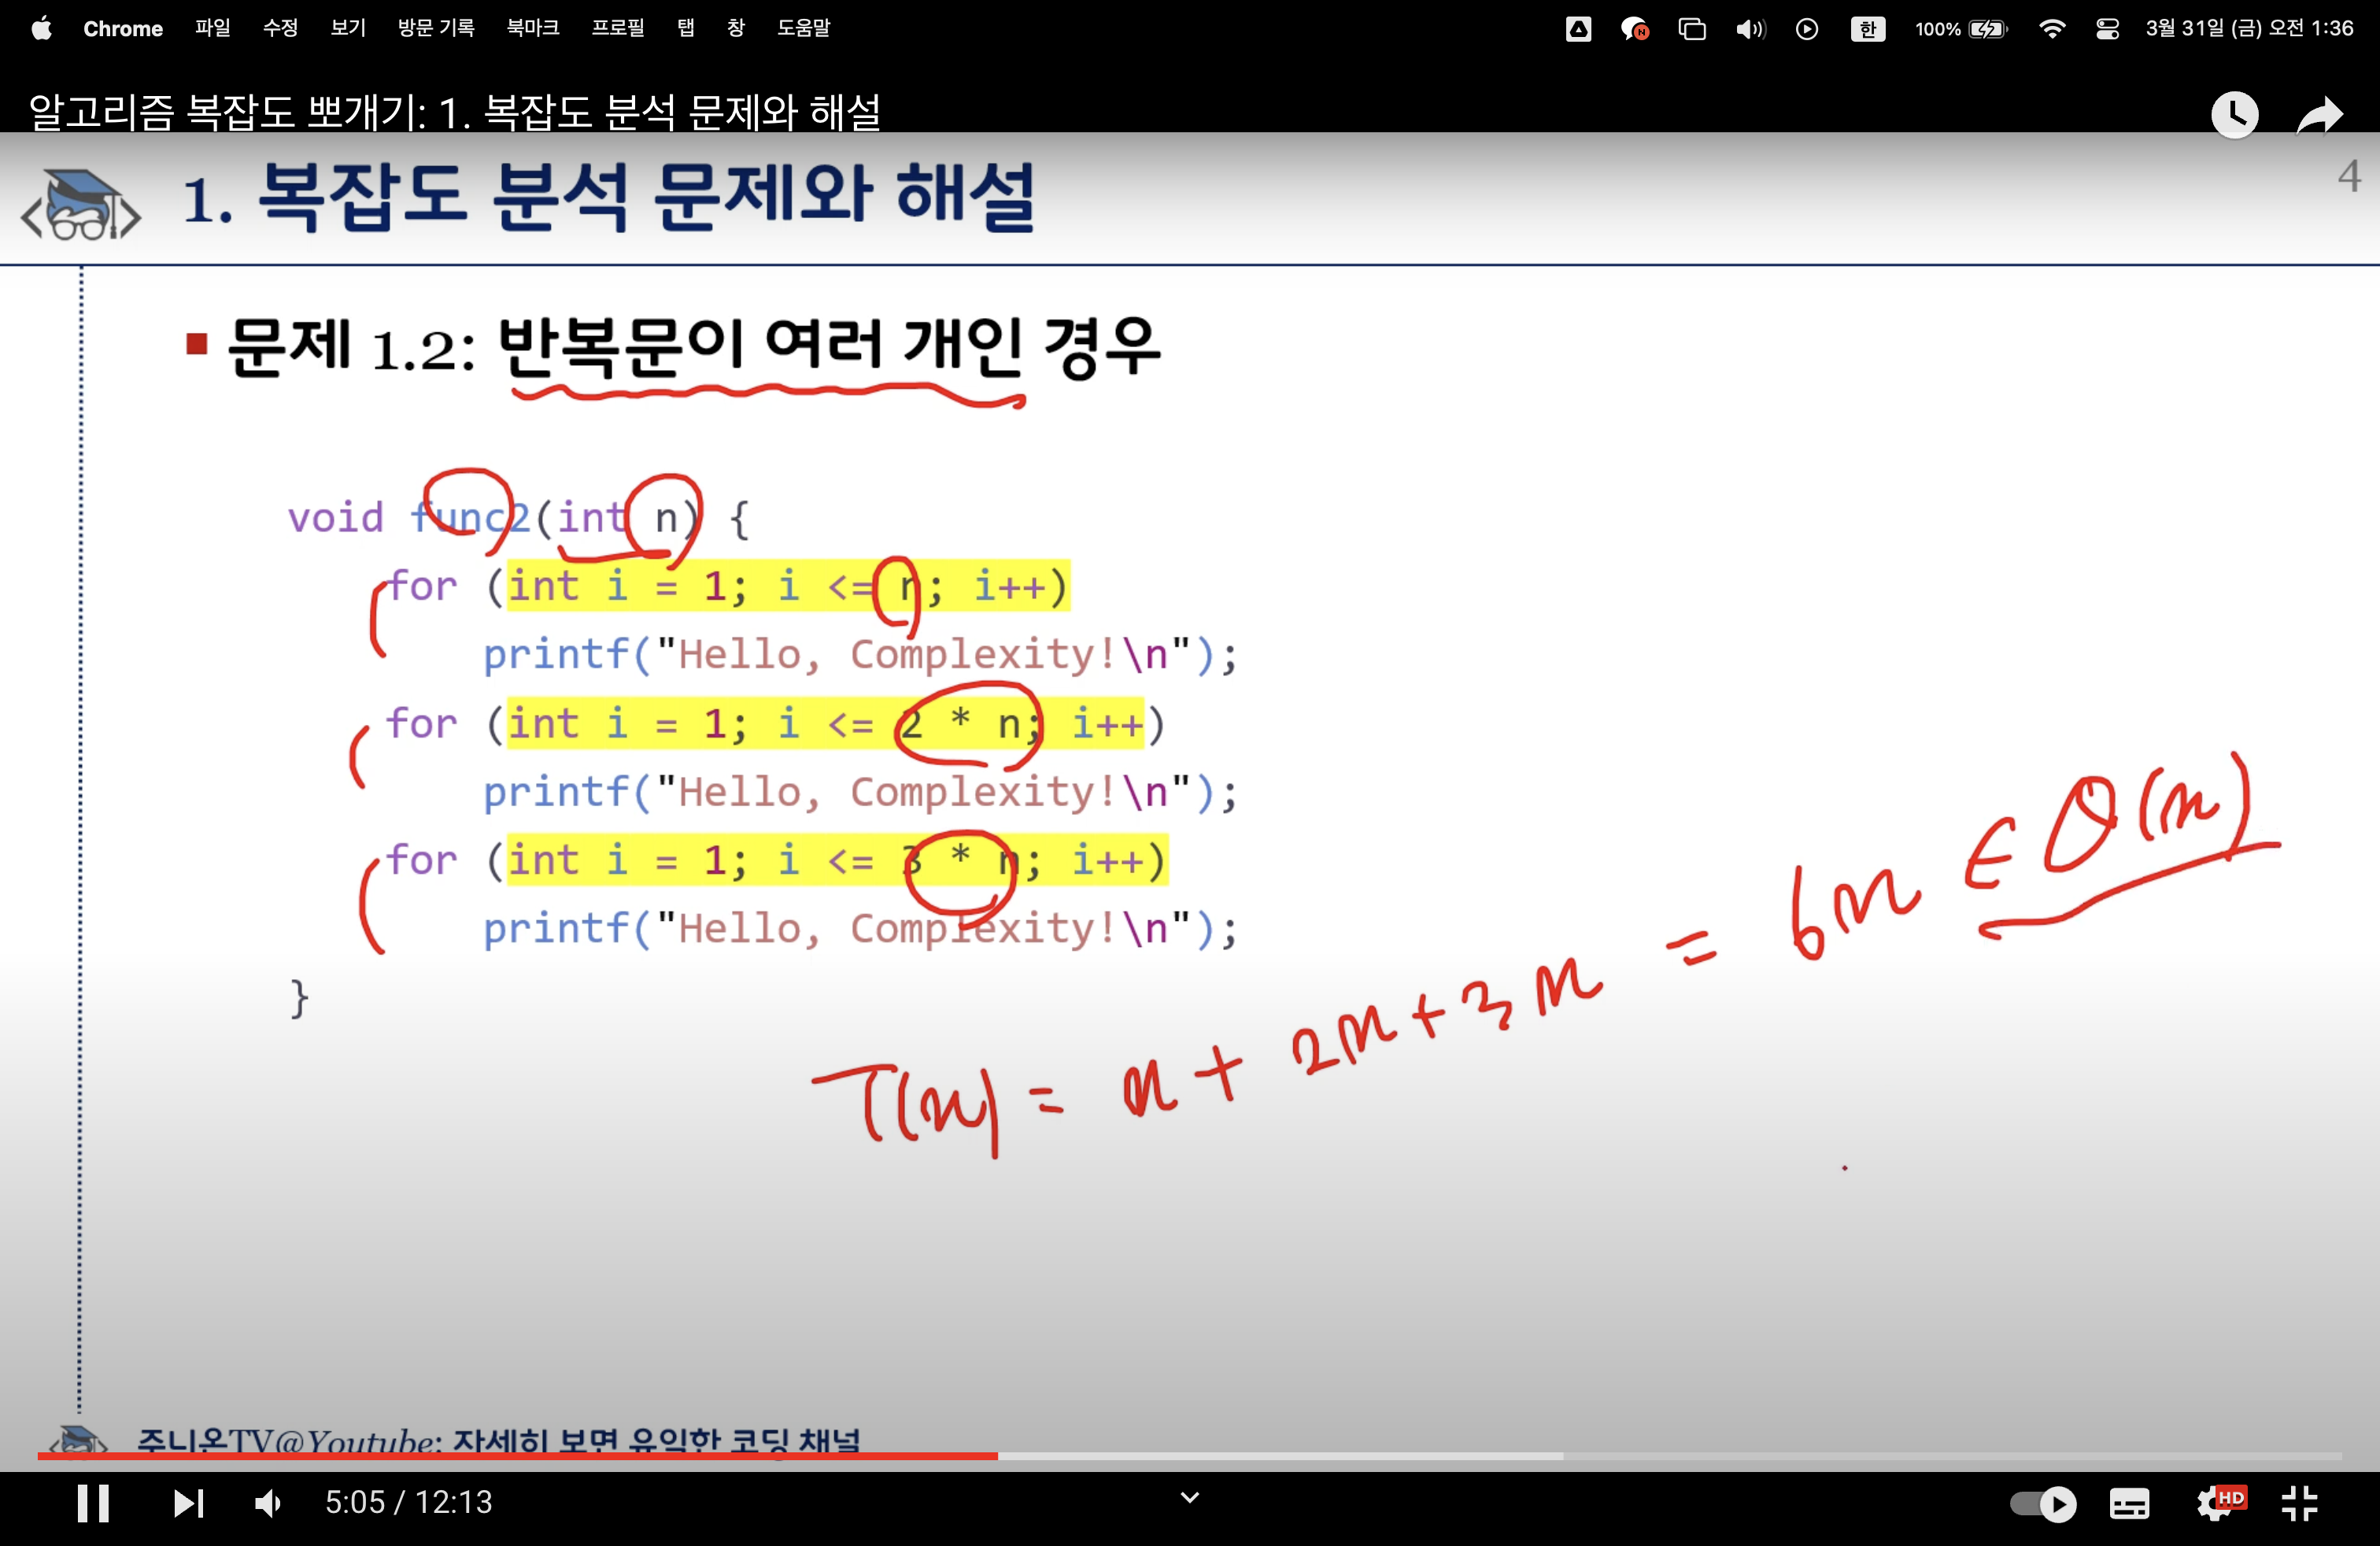 Chrome 파일 수정 보기 방문 기록 북마크 프로필 탭 창 도움말 N 한 100% 3월 31일 (금) 오전 1:36
알고리즘 복잡도 뽀개기: 1. 복잡도 분석 문제와 해설
1. 복잡도 분석 문제와 해설
4
문제 1.2: 반복문이 여러 개인 경우
void func2(int n) {
for (int i = 1; i <= n; i++)
printf("Hello, Complexity!\n");
for (int i = 1; i <= 2 * n; i++)
printf("Hello, Complexity!\n");
for (int i = 1; i <= 3 * n; i++)
printf("Hello, Complexity!\n");
}
T(n) = n + 2n + 3n = 6n ∈ O(n)
주니온TV@Youtube: 자세히 보면 유익한 코딩 채널
5:05 / 12:13
HD